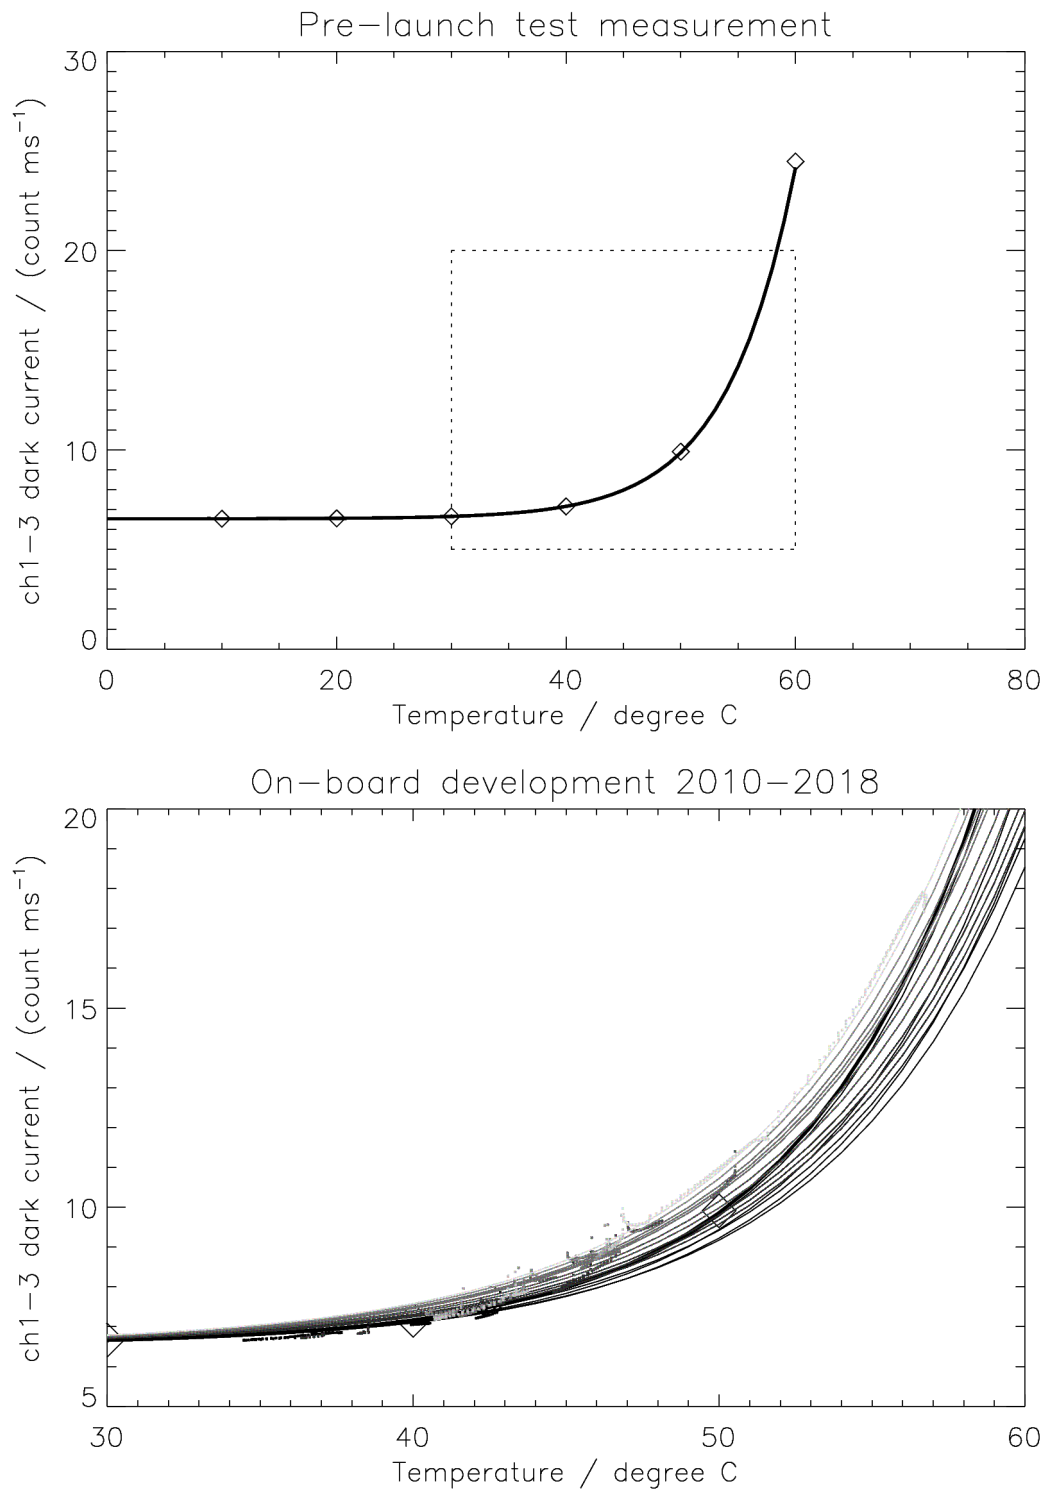 Pre-launch test measurement
30
20
10
0
ch1-3 dark current / (count ms⁻¹)
0 20 40 60 80
Temperature / degree C
On-board development 2010-2018
20
15
10
5
ch1-3 dark current / (count ms⁻¹)
30 40 50 60
Temperature / degree C